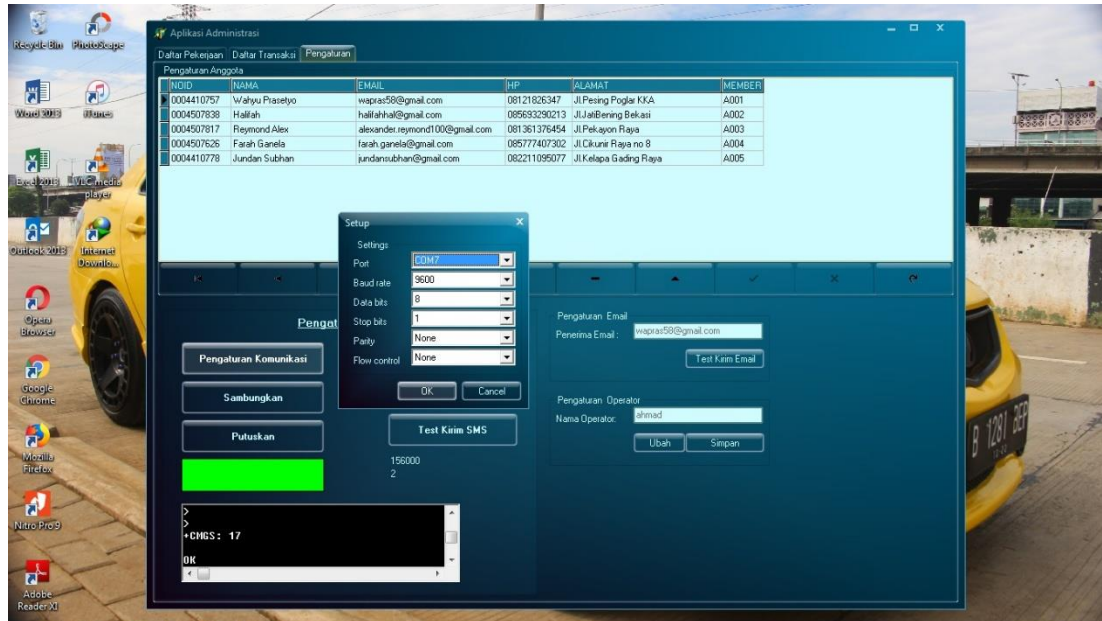 Recycle Bin
PhotoScape
Word 2013
iTunes
Excel 2013
VLC media player
Outlook 2013
Internet Downlo...
Opera Browser
Google Chrome
Mozilla Firefox
Nitro Pro 9
Adobe Reader XI
Aplikasi Administrasi
Daftar Pekerjaan Daftar Transaksi Pengaturan
Pengaturan Anggota
NOID NAMA EMAIL HP ALAMAT MEMBER
0004410757 Wahyu Prasetyo wapras58@gmail.com 08121826347 Jl.Pesing Poglar KKA A001
0004507838 Halifah halifahhal@gmail.com 085693290213 Jl.JatiBening Bekasi A002
0004507817 Reymond Alex alexander.reymond100@gmail.com 081361376454 Jl.Pekayon Raya A003
0004507626 Farah Ganela farah.ganela@gmail.com 085777407302 Jl.Cikunir Raya no 8 A004
0004410778 Jundan Subhan jundansubhan@gmail.com 082211095077 Jl.Kelapa Gading Raya A005
Setup X
Settings
Port COM7
Baud rate 9600
Data bits 8
Stop bits 1
Parity None
Flow control None
OK Cancel
Pengat
Pengaturan Komunikasi
Sambungkan
Putuskan
Test Kirim SMS
156000
2
>
>
+CMGS: 17
OK
Pengaturan Email
Penerima Email : wapras58@gmail.com
Test Kirim Email
Pengaturan Operator
Nama Operator: ahmad
Ubah Simpan
B 1281 BEP